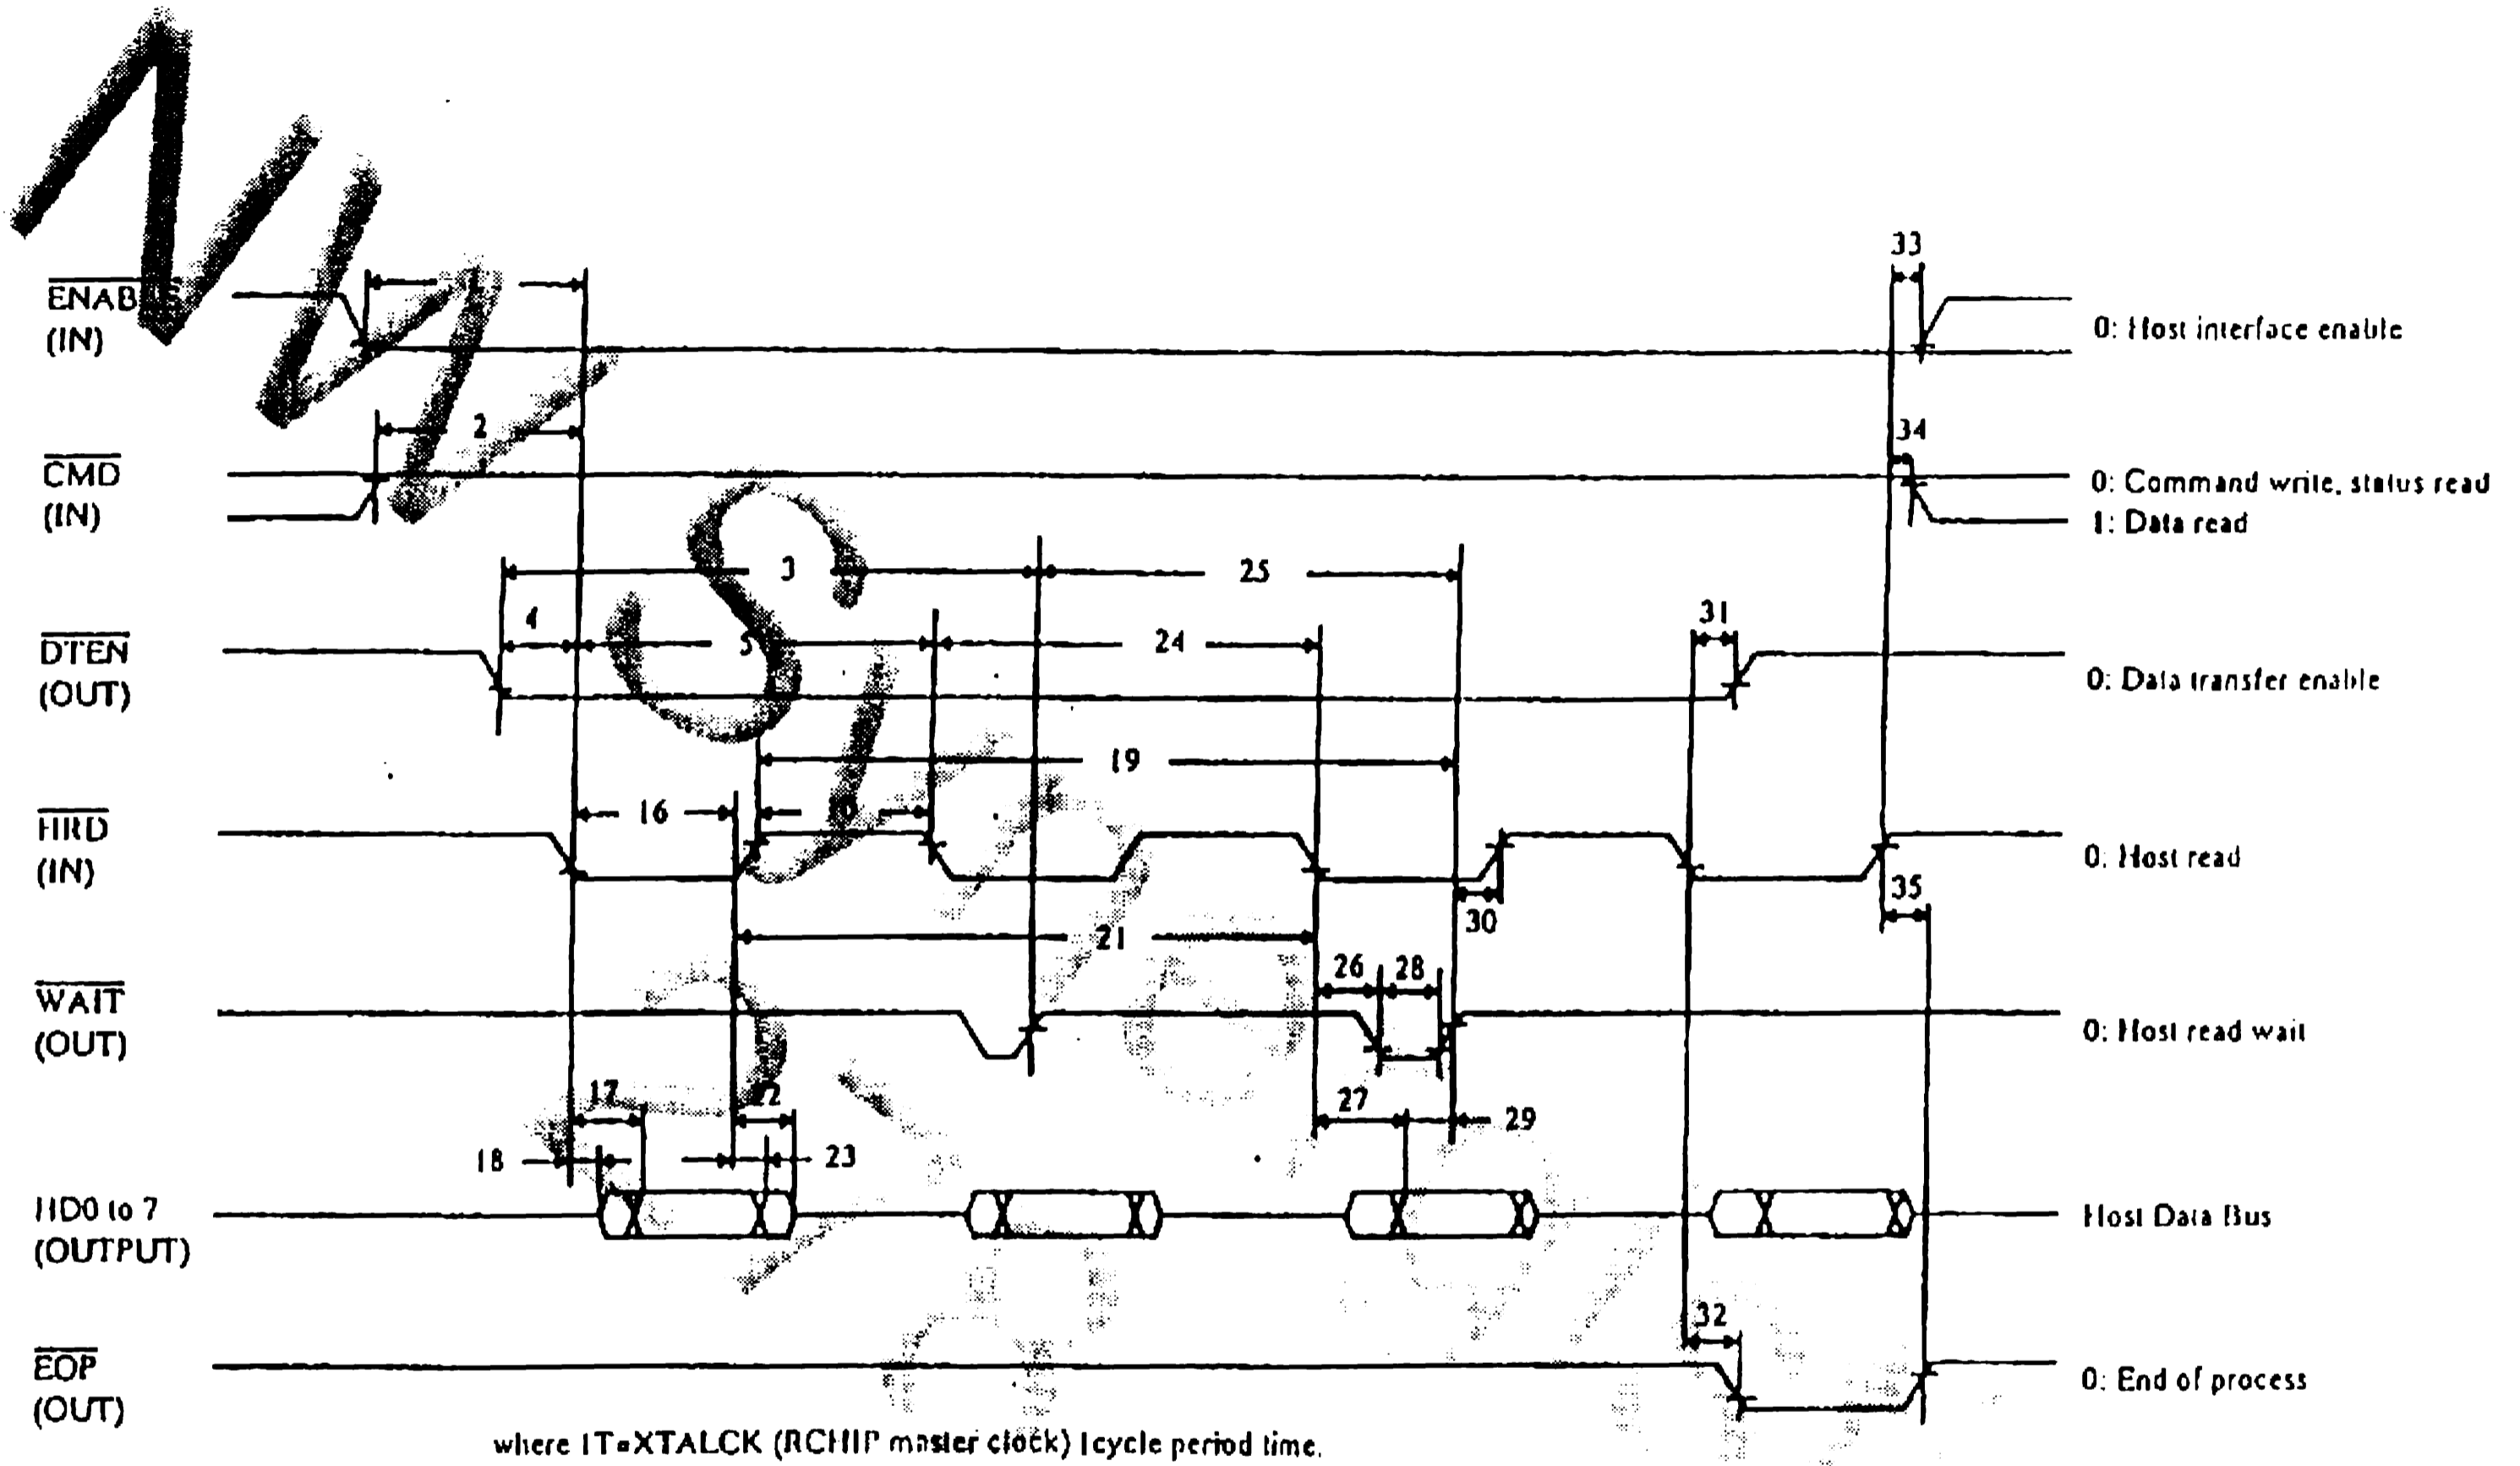 33
ENAB
(IN)
0: Host interface enable
2
34
CMD
(IN)
0: Command write, status read
1: Data read
3
25
4
5
24
31
DTEN
(OUT)
0: Data transfer enable
19
16
HRD
(IN)
0: Host read
35
30
21
26
28
WAIT
(OUT)
0: Host read wait
17
22
27
29
18
23
HD0 to 7
(OUTPUT)
Host Data Bus
32
EOP
(OUT)
0: End of process
where 1T=XTALCK (RCHIP master clock) 1cycle period time.